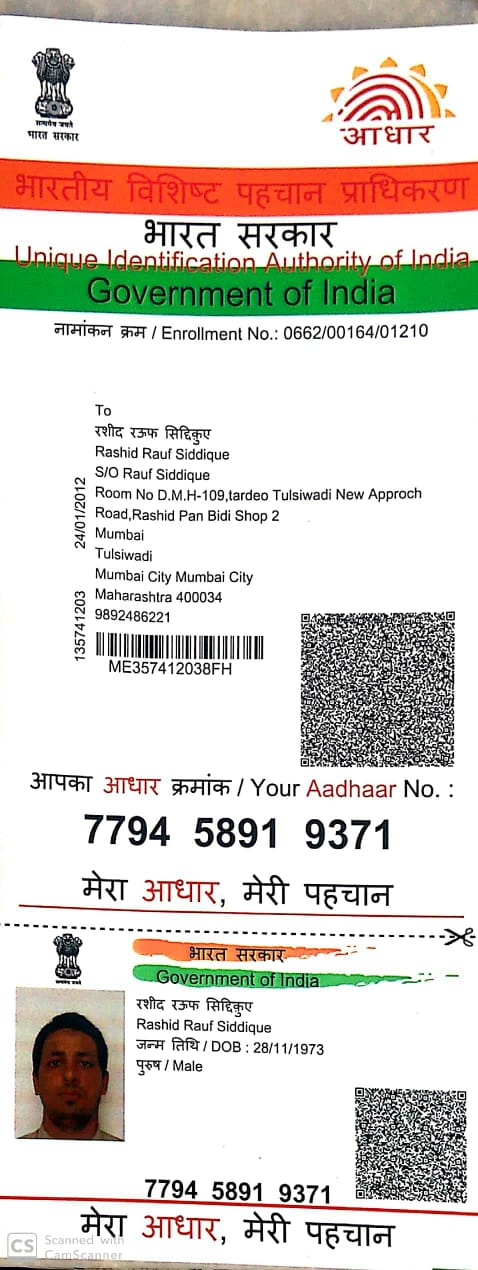 सत्यमेव जयते
भारत सरकार
आधार
भारतीय विशिष्ट पहचान प्राधिकरण
भारत सरकार
Unique Identification Authority of India
Government of India
नामांकन क्रम / Enrollment No.: 0662/00164/01210
To
रशीद रऊफ सिद्दिकुए
Rashid Rauf Siddique
S/O Rauf Siddique
Room No D.M.H-109,tardeo Tulsiwadi New Approch
Road,Rashid Pan Bidi Shop 2
Mumbai
Tulsiwadi
Mumbai City Mumbai City
Maharashtra 400034
9892486221
24/01/2012
135741203
ME357412038FH
आपका आधार क्रमांक / Your Aadhaar No. :
7794 5891 9371
मेरा आधार, मेरी पहचान
सत्यमेव जयते
भारत सरकार
Government of India
रशीद रऊफ सिद्दिकुए
Rashid Rauf Siddique
जन्म तिथि / DOB : 28/11/1973
पुरुष / Male
7794 5891 9371
मेरा आधार, मेरी पहचान
CS Scanned with
CamScanner